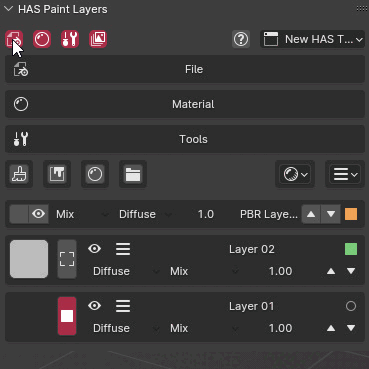 HAS Paint Layers
? New HAS T...
File
Material
Tools
Mix Diffuse 1.0 PBR Laye...
Layer 02
Diffuse Mix 1.00
Layer 01
Diffuse Mix 1.00